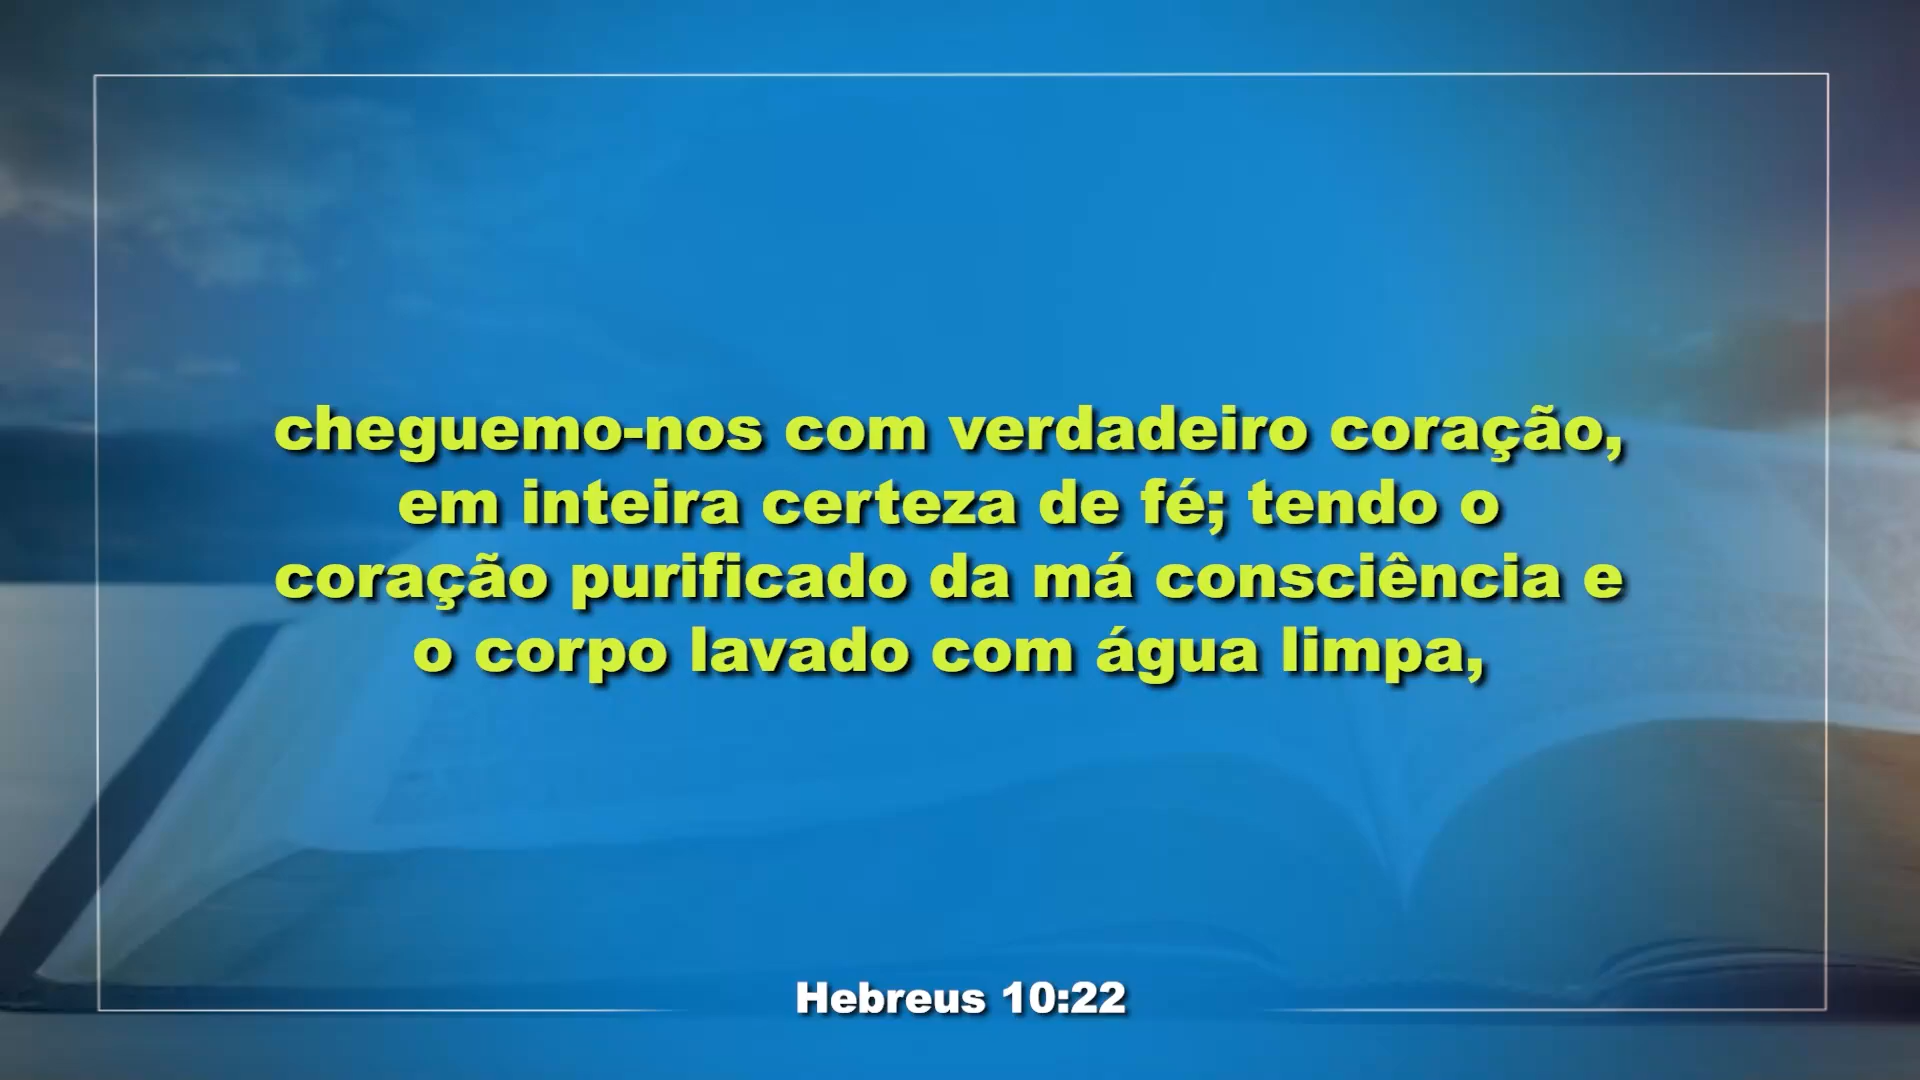 cheguemo-nos com verdadeiro coração,
em inteira certeza de fé; tendo o
coração purificado da má consciência e
o corpo lavado com água limpa,
Hebreus 10:22